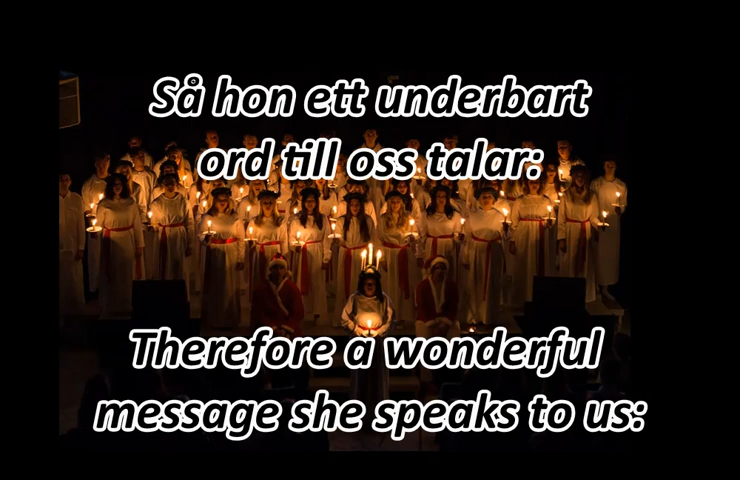 Så hon ett underbart
ord till oss talar:
Therefore a wonderful
message she speaks to us: